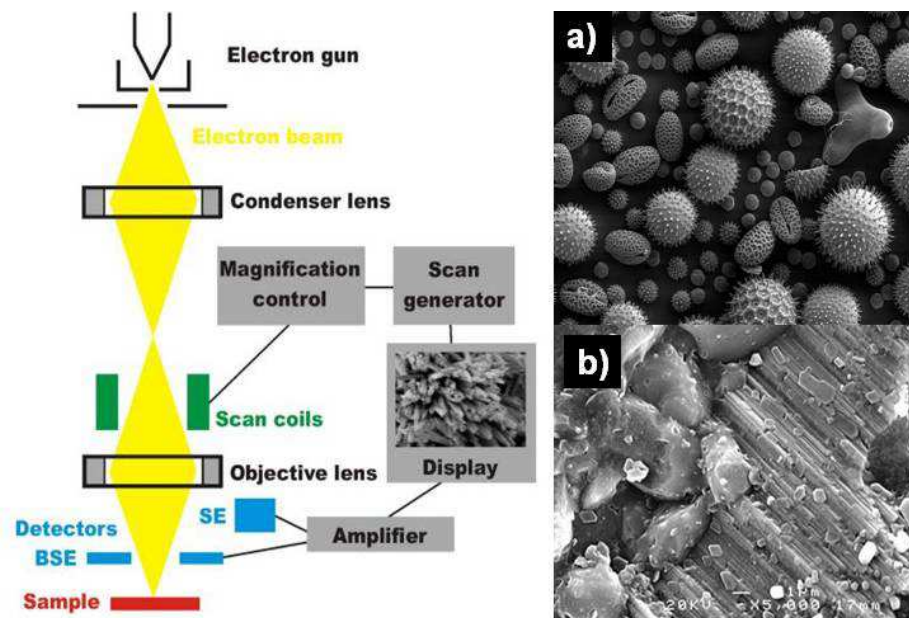 Electron gun
Electron beam
Condenser lens
Magnification
control
Scan
generator
Scan coils
Display
Objective lens
SE
Detectors
Amplifier
BSE
Sample
a)
b)
1µm
20KV X5,000 17mm